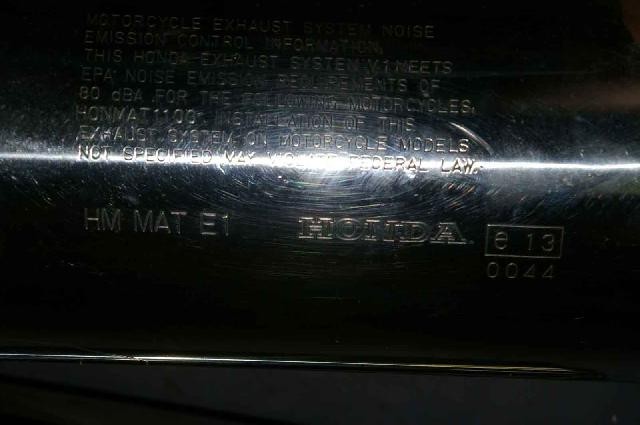 MOTORCYCLE EXHAUST SYSTEM NOISE
EMISSION CONTROL INFORMATION.
THIS HONDA EXHAUST SYSTEM V1 MEETS
EPA NOISE EMISSION REQUIREMENTS OF
80 dBA FOR THE FOLLOWING MOTORCYCLES.
HONMAT1100. INSTALLATION OF THIS
EXHAUST SYSTEM ON MOTORCYCLE MODELS
NOT SPECIFIED MAY VIOLATE FEDERAL LAW.
HM MAT E1 HONDA 6 13
0044